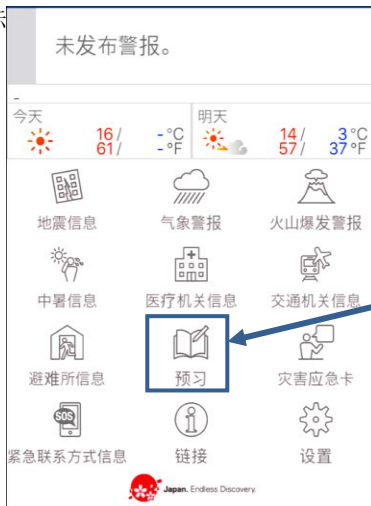 示
未发布警报。
-
今天
明天
16/ - °C
61/ - °F
14/ 3 °C
57/ 37 °F
地震信息 气象警报 火山爆发警报
中暑信息 医疗机关信息 交通机关信息
避难所信息 预习 灾害应急卡
SOS
紧急联系方式信息 链接 设置
Japan. Endless Discovery.